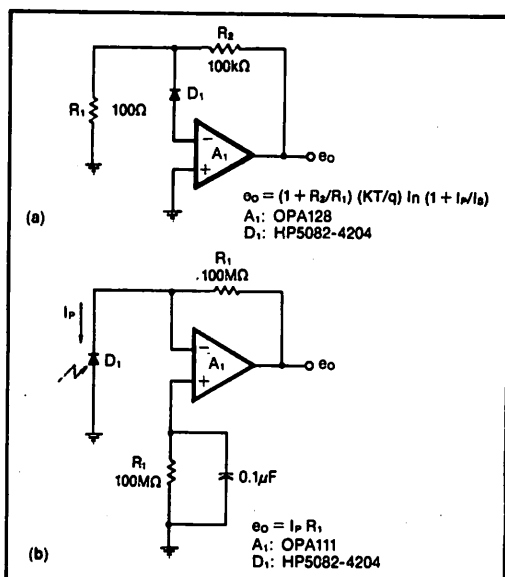 R₂
100kΩ
R₁ 100Ω
D₁
−
A₁
+
e₀
(a)
e₀ = (1 + R₂/R₁) (KT/q) ln (1 + Iₚ/I_B)
A₁: OPA128
D₁: HP5082-4204
R₁
100MΩ
Iₚ
−
D₁
A₁
+
e₀
R₁
100MΩ
0.1µF
(b)
e₀ = Iₚ R₁
A₁: OPA111
D₁: HP5082-4204